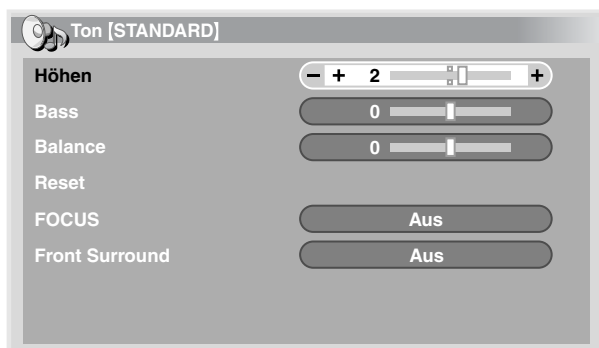 Ton [STANDARD]
Höhen − + 2 +
Bass 0
Balance 0
Reset
FOCUS Aus
Front Surround Aus